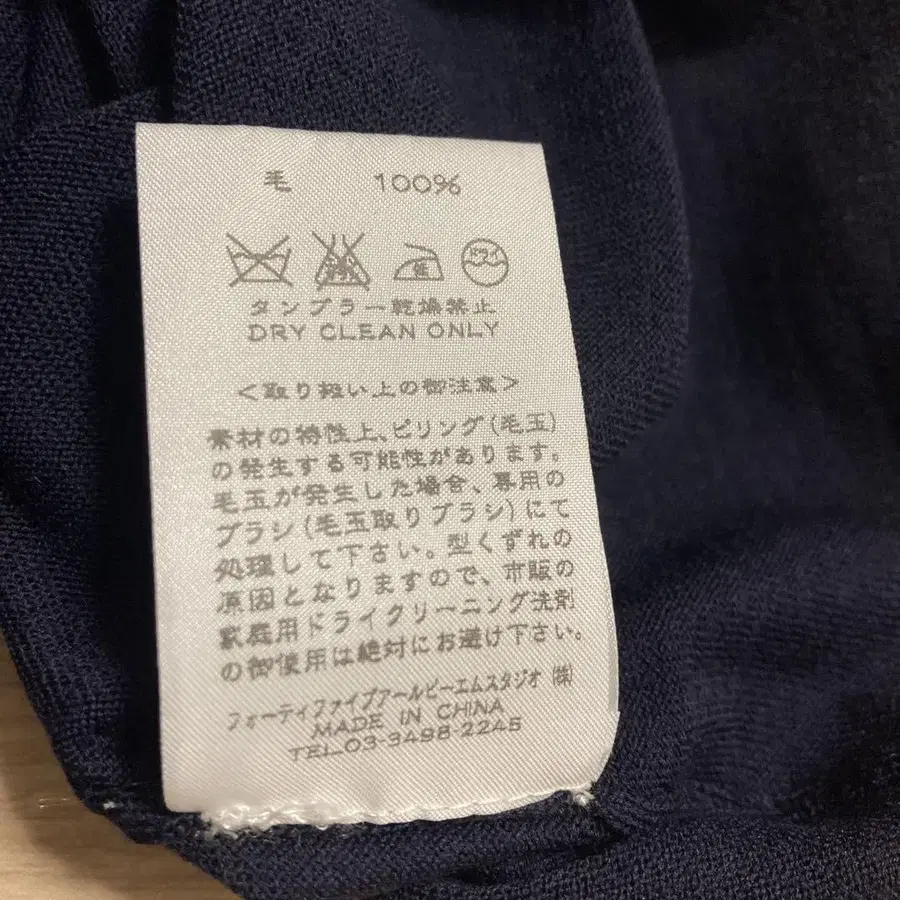 毛 100%
ドライ
タンブラー乾燥禁止
DRY CLEAN ONLY
<取り扱い上の御注意>
素材の特性上、ピリング(毛玉)
の発生する可能性があります。
毛玉が発生した場合、専用の
ブラシ(毛玉取りブラシ)にて
処理して下さい。型くずれの
原因となりますので、市販の
家庭用ドライクリーニング洗剤
の御使用は絶対にお避け下さい。
フォーティファイブアールピーエムスタジオ㈱
MADE IN CHINA
TEL.03-3498-2245